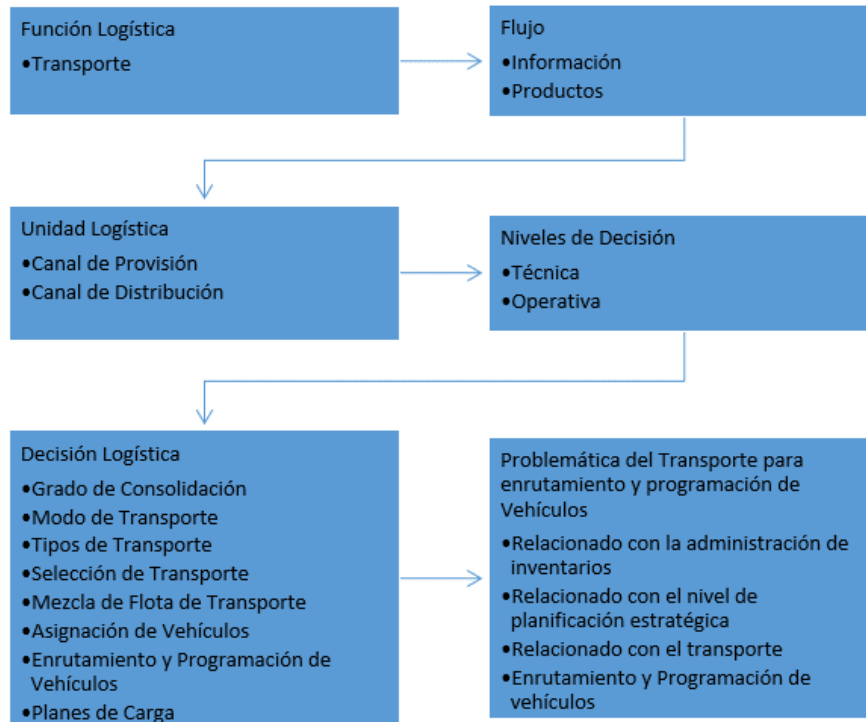 Función Logística
•Transporte
Flujo
•Información
•Productos
Unidad Logística
•Canal de Provisión
•Canal de Distribución
Niveles de Decisión
•Técnica
•Operativa
Decisión Logística
•Grado de Consolidación
•Modo de Transporte
•Tipos de Transporte
•Selección de Transporte
•Mezcla de Flota de Transporte
•Asignación de Vehículos
•Enrutamiento y Programación de
Vehículos
•Planes de Carga
Problemática del Transporte para
enrutamiento y programación de
Vehículos
•Relacionado con la administración de
inventarios
•Relacionado con el nivel de
planificación estratégica
•Relacionado con el transporte
•Enrutamiento y Programación de
vehículos